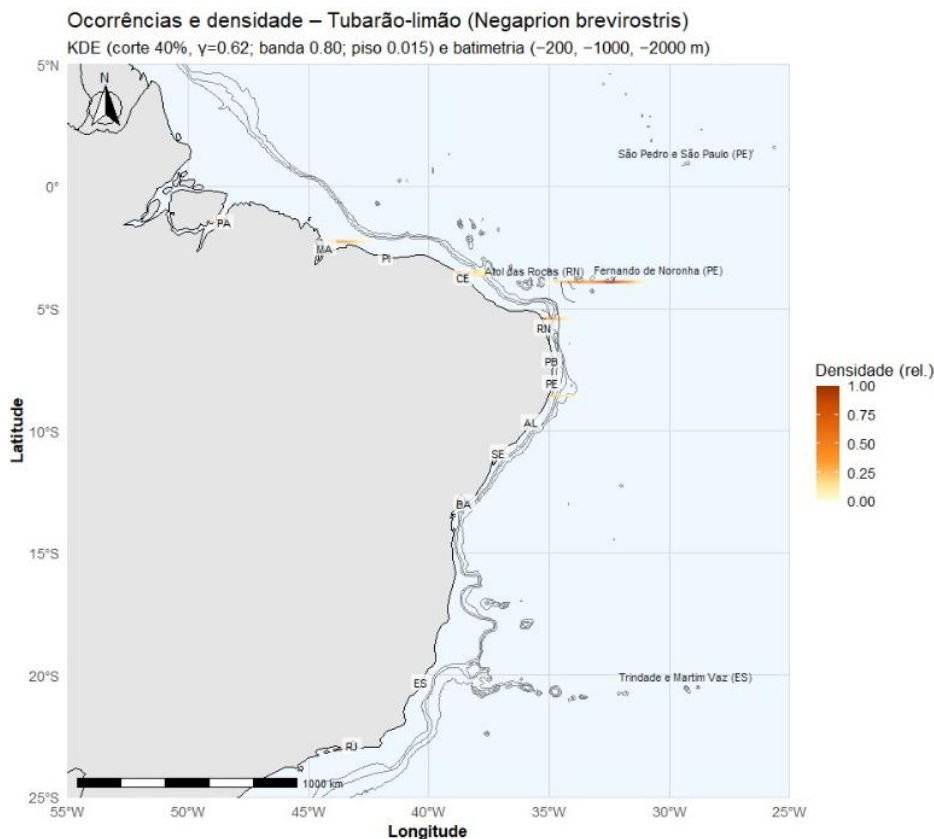 Ocorrências e densidade – Tubarão-limão (Negaprion brevirostris)
KDE (corte 40%, γ=0.62; banda 0.80; piso 0.015) e batimetria (−200, −1000, −2000 m)
5°N
0°
5°S
10°S
15°S
20°S
25°S
Latitude
N
São Pedro e São Paulo (PE)
PA
MA
PI
CE
Atol das Rocas (RN)
Fernando de Noronha (PE)
RN
PB
PE
AL
SE
BA
ES
Trindade e Martim Vaz (ES)
RJ
1000 km
55°W
50°W
45°W
40°W
35°W
30°W
25°W
Longitude
Densidade (rel.)
1.00
0.75
0.50
0.25
0.00